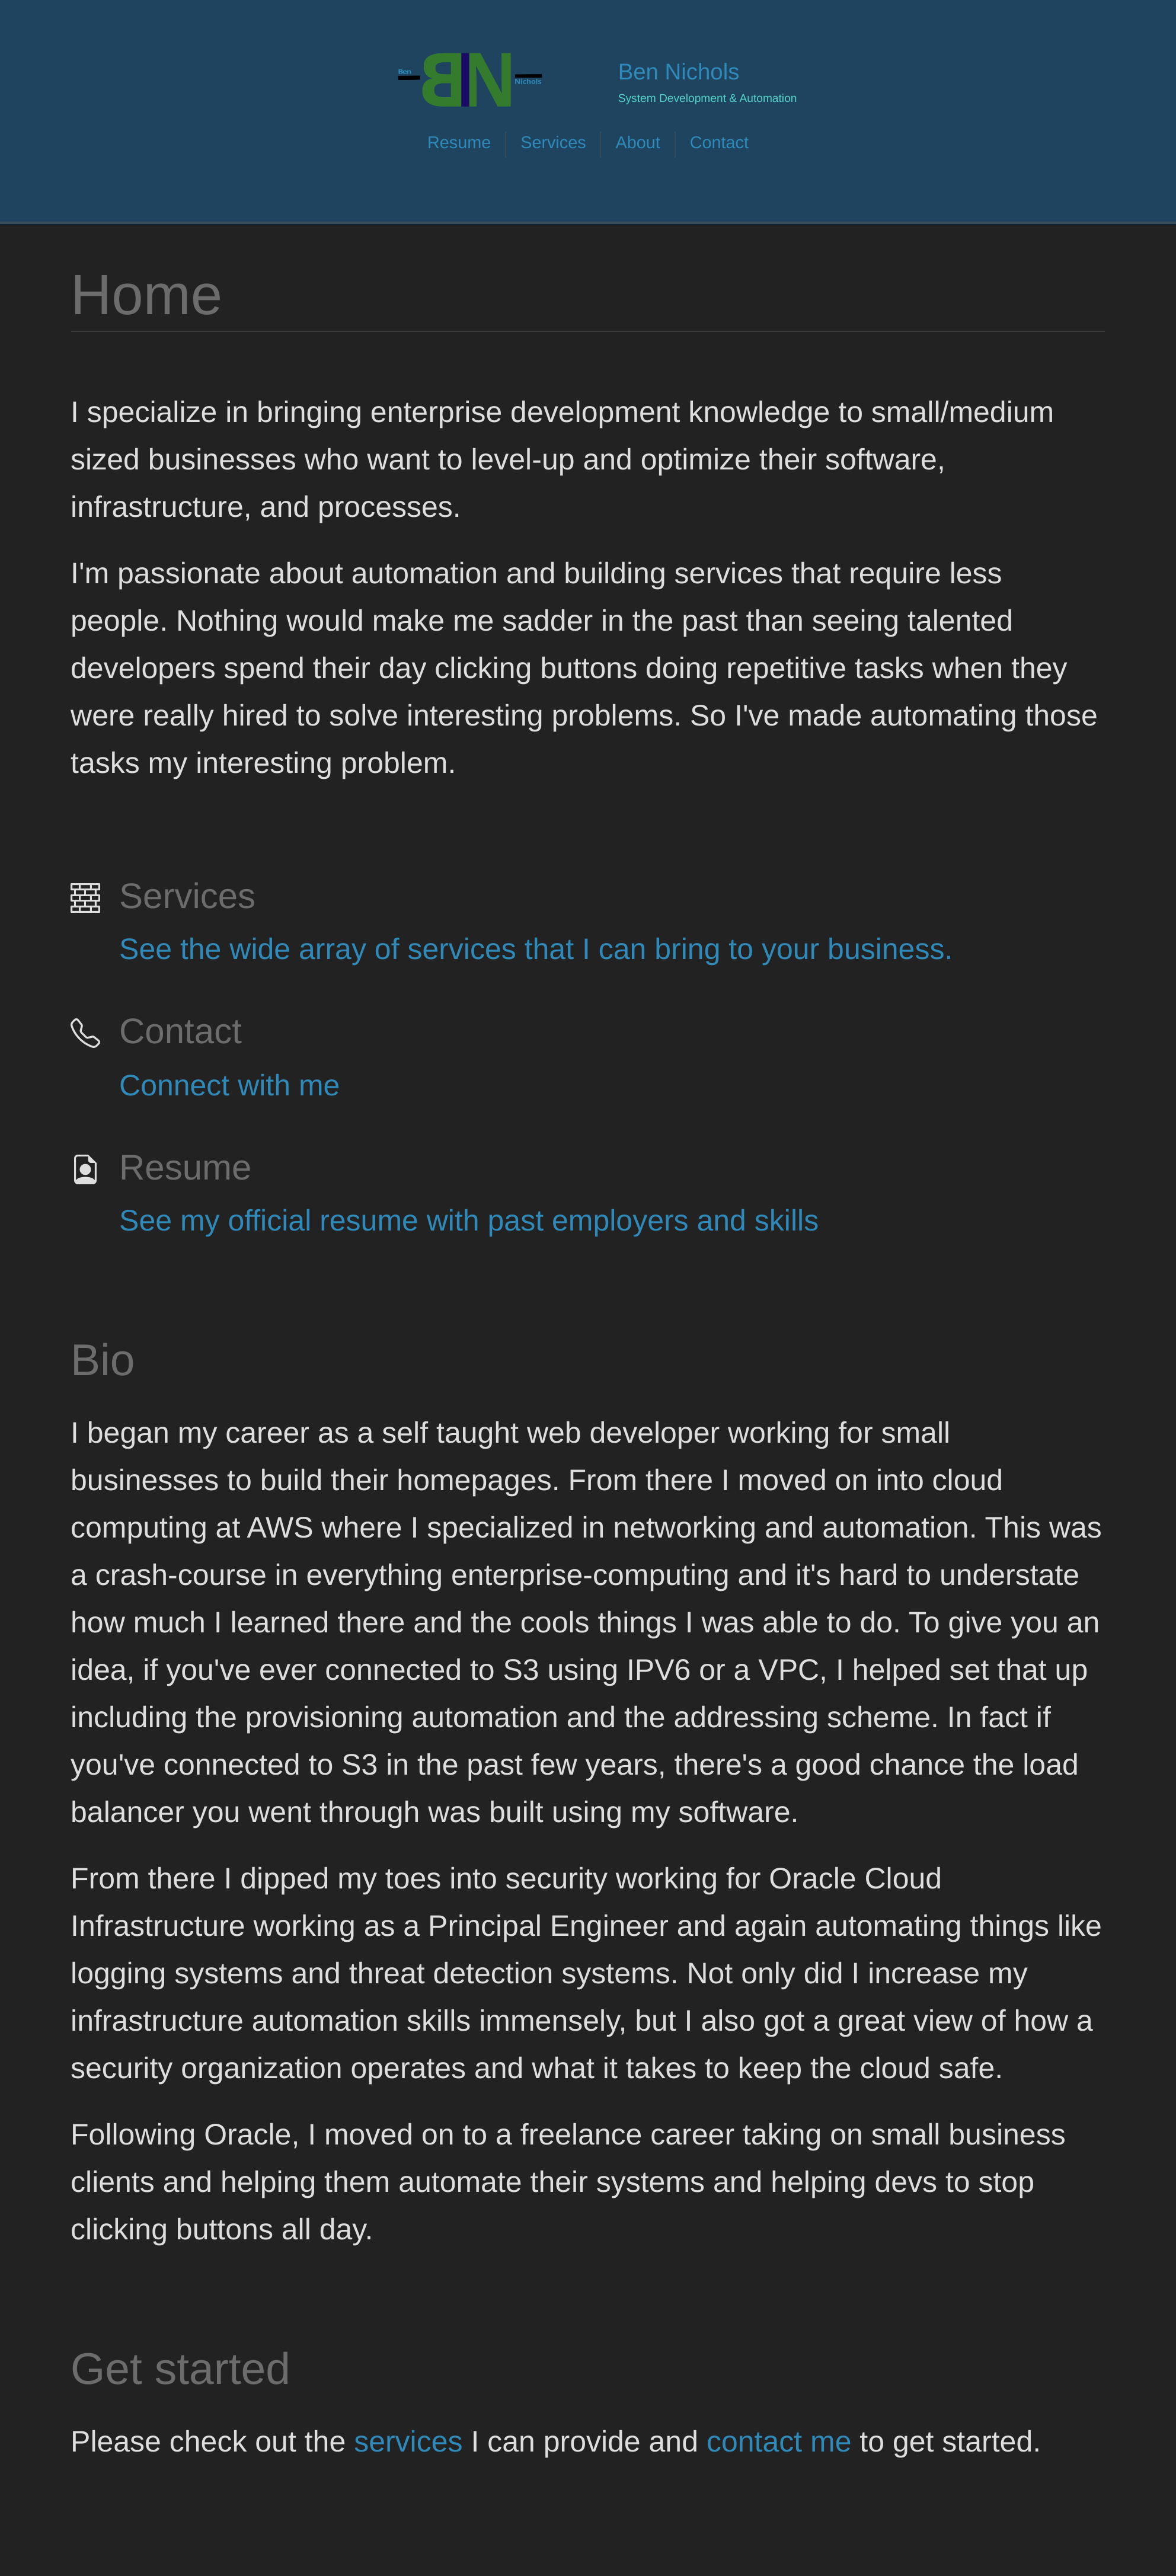 Ben
BN
Nichols
Ben Nichols
System Development & Automation
Resume
Services
About
Contact
Home
I specialize in bringing enterprise development knowledge to small/medium
sized businesses who want to level-up and optimize their software,
infrastructure, and processes.
I'm passionate about automation and building services that require less
people. Nothing would make me sadder in the past than seeing talented
developers spend their day clicking buttons doing repetitive tasks when they
were really hired to solve interesting problems. So I've made automating those
tasks my interesting problem.
Services
See the wide array of services that I can bring to your business.
Contact
Connect with me
Resume
See my official resume with past employers and skills
Bio
I began my career as a self taught web developer working for small
businesses to build their homepages. From there I moved on into cloud
computing at AWS where I specialized in networking and automation. This was
a crash-course in everything enterprise-computing and it's hard to understate
how much I learned there and the cools things I was able to do. To give you an
idea, if you've ever connected to S3 using IPV6 or a VPC, I helped set that up
including the provisioning automation and the addressing scheme. In fact if
you've connected to S3 in the past few years, there's a good chance the load
balancer you went through was built using my software.
From there I dipped my toes into security working for Oracle Cloud
Infrastructure working as a Principal Engineer and again automating things like
logging systems and threat detection systems. Not only did I increase my
infrastructure automation skills immensely, but I also got a great view of how a
security organization operates and what it takes to keep the cloud safe.
Following Oracle, I moved on to a freelance career taking on small business
clients and helping them automate their systems and helping devs to stop
clicking buttons all day.
Get started
Please check out the services I can provide and contact me to get started.